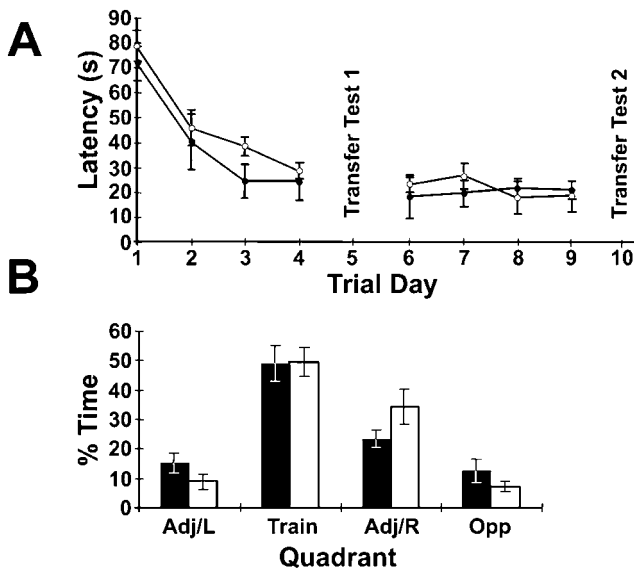 A
Latency (s)
90
80
70
60
50
40
30
20
10
0
Transfer Test 1
Transfer Test 2
1 2 3 4 5 6 7 8 9 10
Trial Day
B
% Time
60
50
40
30
20
10
0
Adj/L Train Adj/R Opp
Quadrant